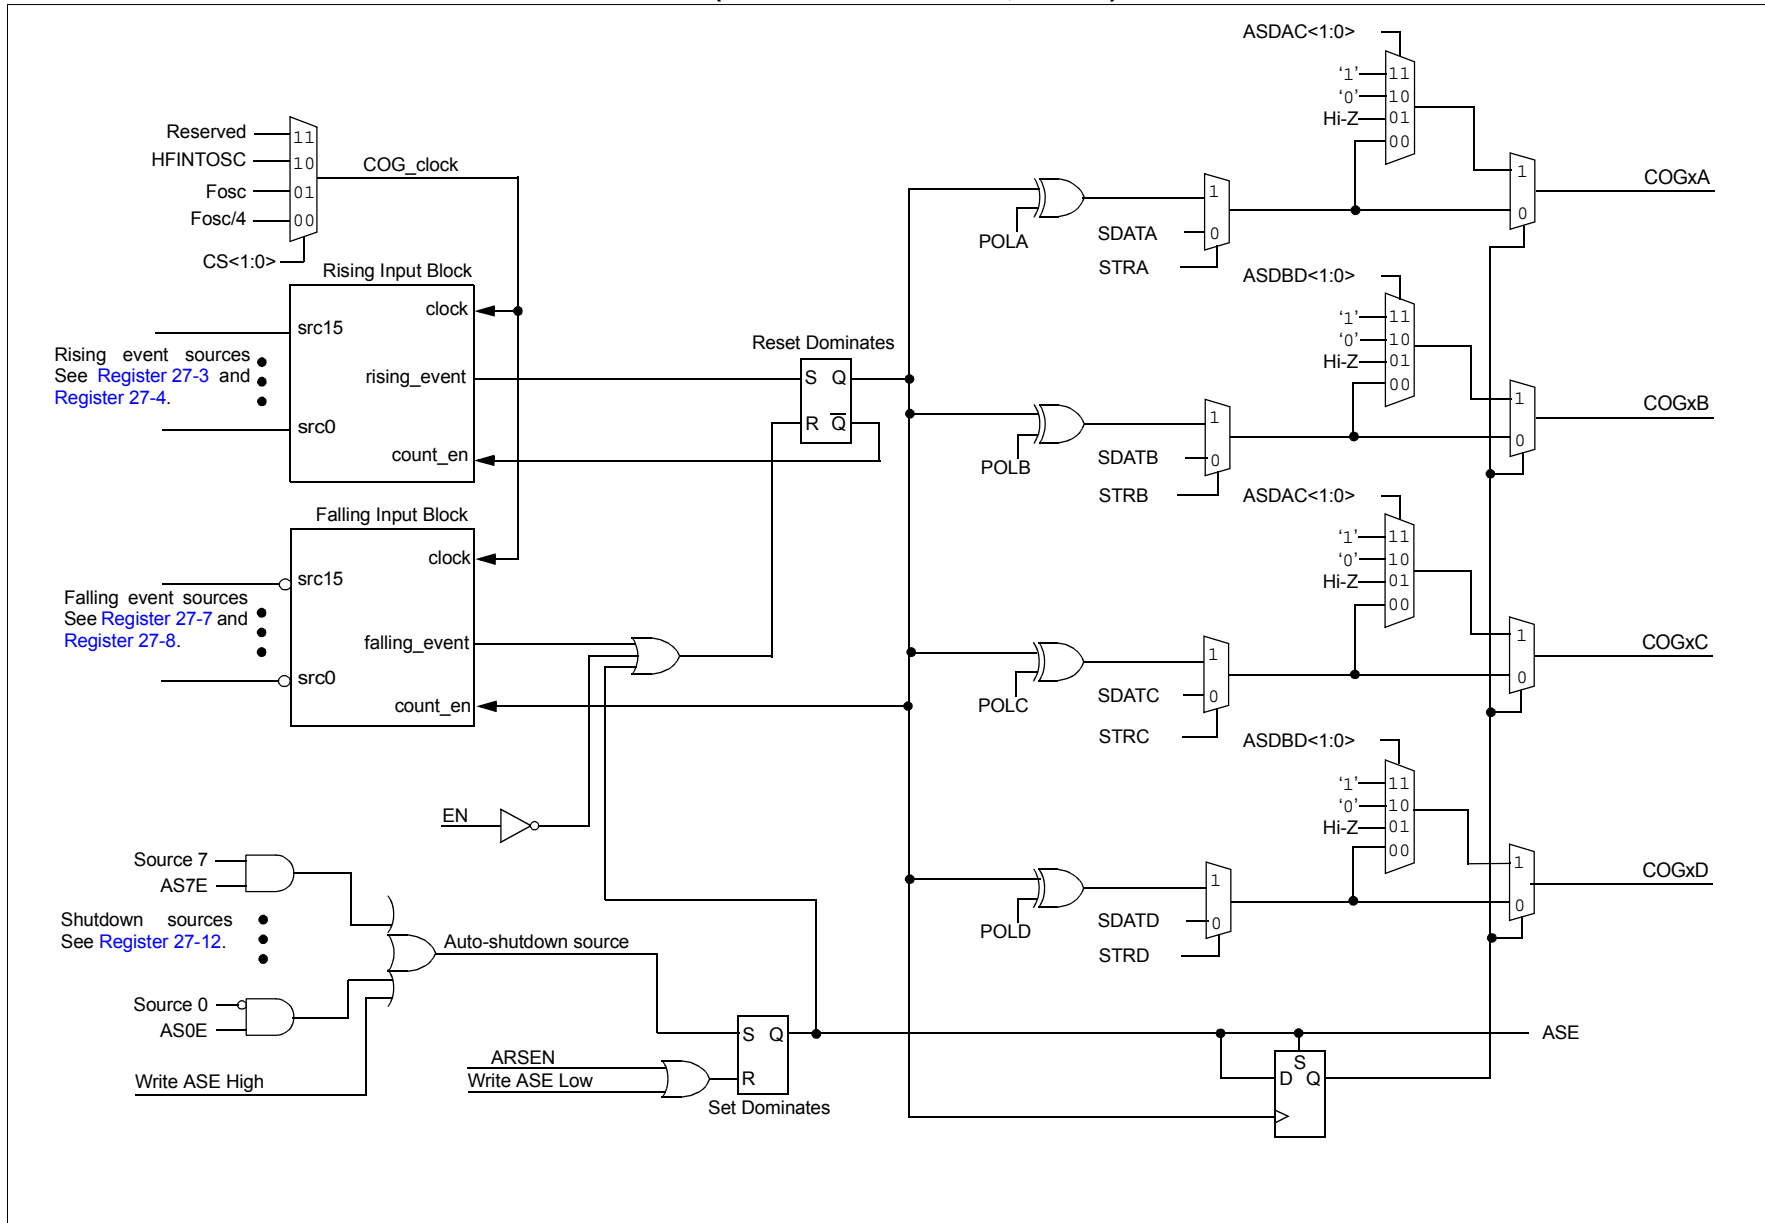 ASDAC<1:0>
'1' 11
'0' 10
Hi-Z 01
00
Reserved 11
HFINTOSC 10
Fosc 01
Fosc/4 00
CS<1:0>
COG_clock
1
0
COGxA
POLA
SDATA
STRA
1
0
Rising Input Block
clock
src15
Rising event sources
See Register 27-3 and
Register 27-4.
rising_event
src0
count_en
Reset Dominates
S Q
R Q̅
ASDBD<1:0>
'1' 11
'0' 10
Hi-Z 01
00
1
0
COGxB
POLB
SDATB
STRB
1
0
Falling Input Block
clock
src15
Falling event sources
See Register 27-7 and
Register 27-8.
falling_event
src0
count_en
ASDAC<1:0>
'1' 11
'0' 10
Hi-Z 01
00
1
0
COGxC
POLC
SDATC
STRC
1
0
EN
ASDBD<1:0>
'1' 11
'0' 10
Hi-Z 01
00
1
0
COGxD
POLD
SDATD
STRD
1
0
Source 7
AS7E
Shutdown sources
See Register 27-12.
Auto-shutdown source
Source 0
AS0E
Write ASE High
ARSEN
Write ASE Low
S Q
R
Set Dominates
ASE
S
D Q